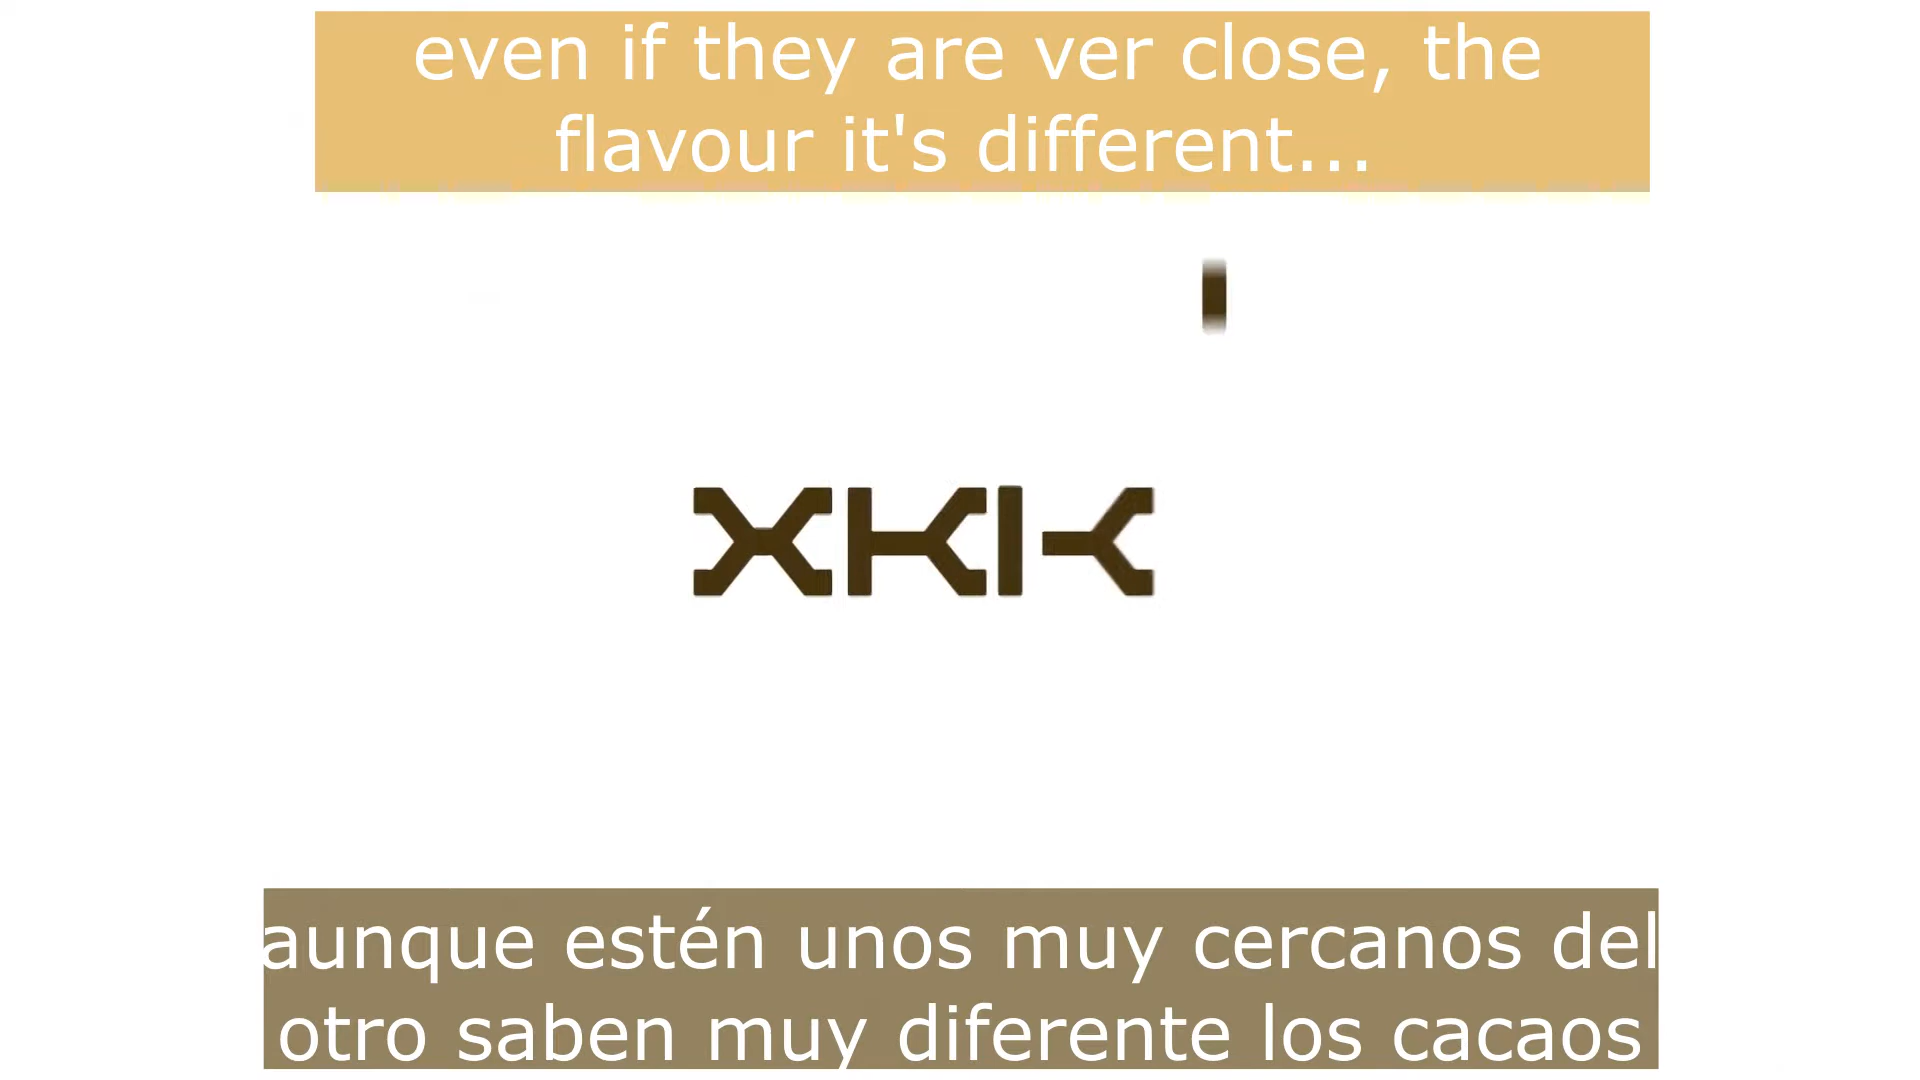 even if they are ver close, the
flavour it's different...
aunque estén unos muy cercanos del
otro saben muy diferente los cacaos